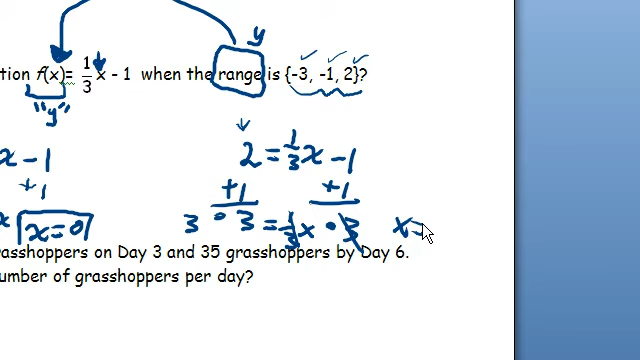 y
tion f(x)= 1/3 x - 1 when the range is {-3, -1, 2}?
"y"
x - 1 2 = 1/3 x - 1
+1 +1 +1
x x=0 3 · 3 = 1/3 x · 3 x=
rasshoppers on Day 3 and 35 grasshoppers by Day 6.
umber of grasshoppers per day?